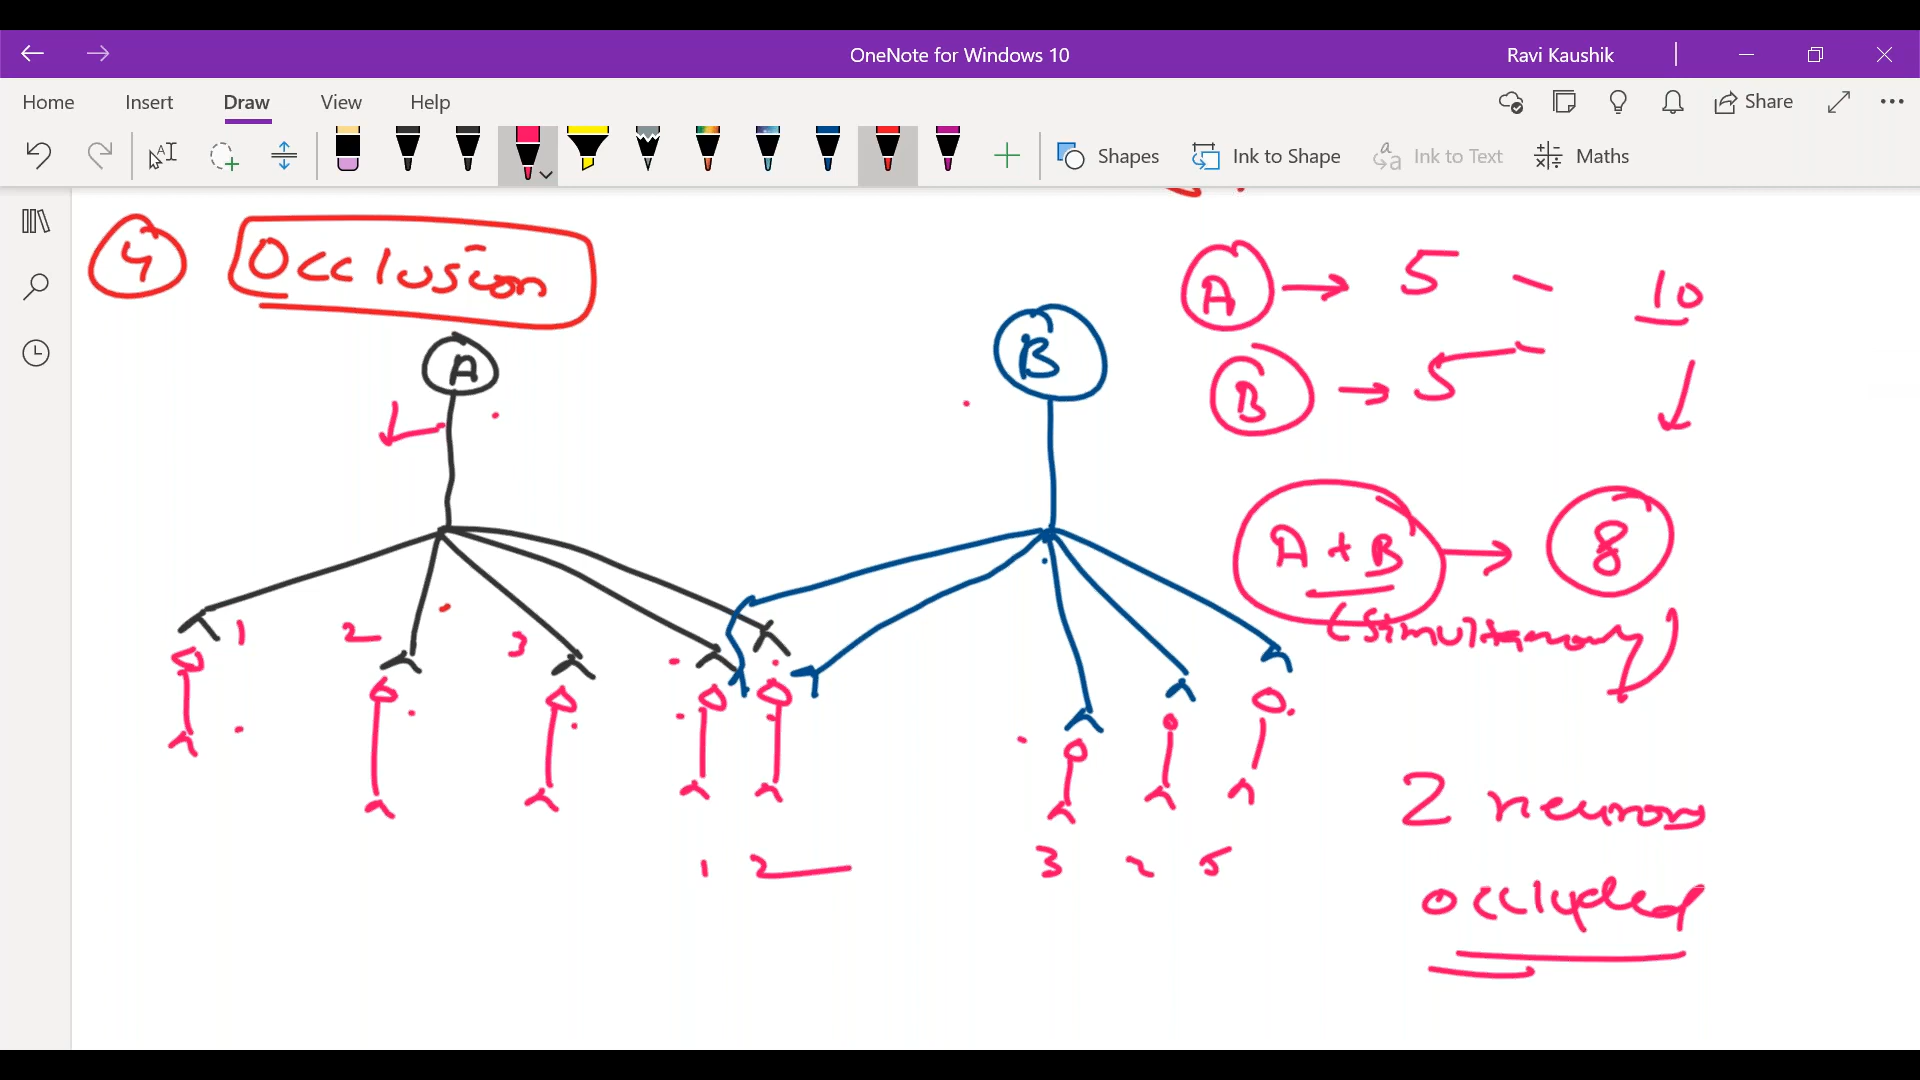 OneNote for Windows 10
Ravi Kaushik
Home Insert Draw View Help
Share
Shapes Ink to Shape Ink to Text Maths
4 Occlusion
A → 5 - 10
B → 5 -
A B
A + B → 8
(Simultaneously)
1 2 3
1 2 3 2 5
2 neurons
occluded